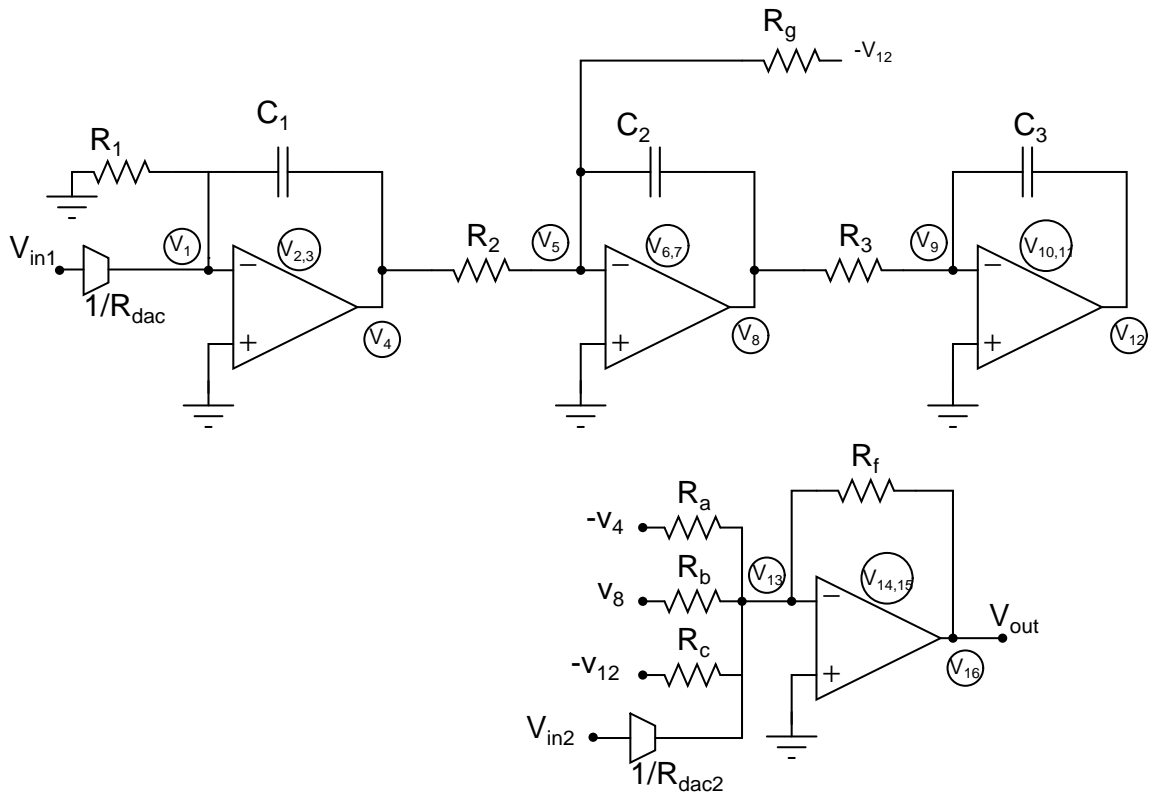 R_g
-V_12
C_1
C_2
C_3
R_1
V_in1
V_1
V_2,3
R_2
V_5
V_6,7
R_3
V_9
V_10,11
1/R_dac
−
+
−
+
−
+
V_4
V_8
V_12
R_f
R_a
-v_4
V_13
V_14,15
R_b
v_8
−
V_out
R_c
-v_12
+
V_16
V_in2
1/R_dac2